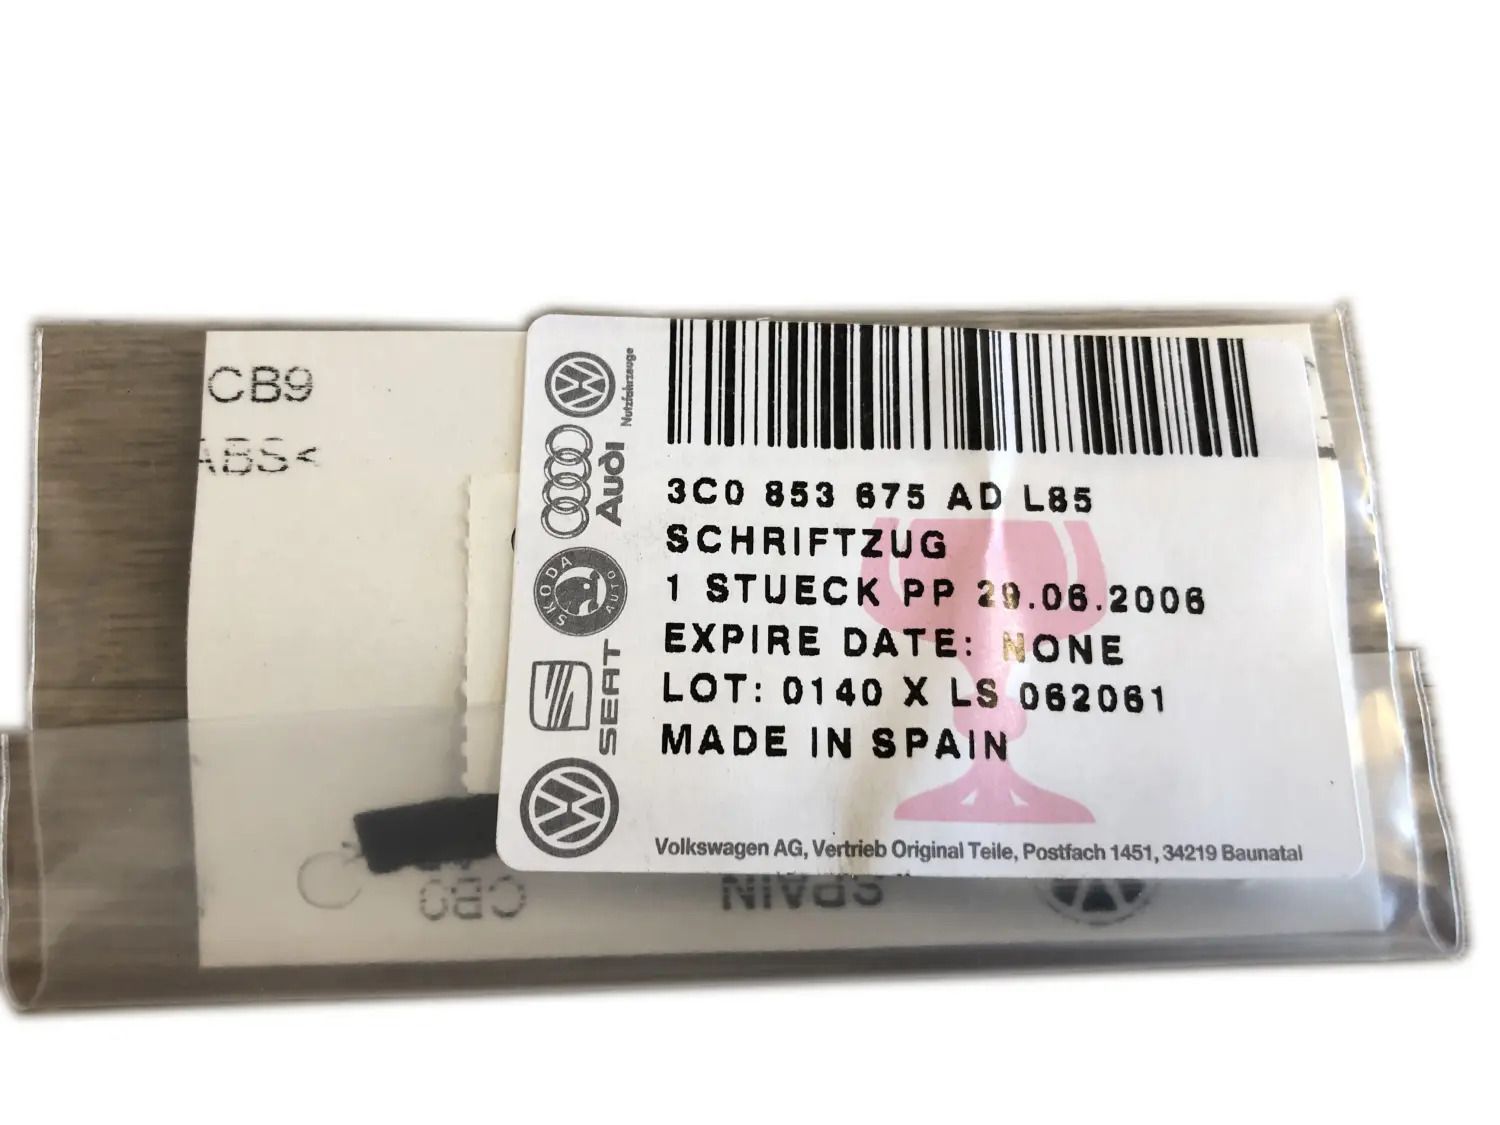 CB9
ABS<
Nutzfahrzeuge
Audi
SKODA AUTO
SEAT
3C0 853 675 AD L85
SCHRIFTZUG
1 STUECK PP 29.06.2006
EXPIRE DATE: NONE
LOT: 0140 X LS 062061
MADE IN SPAIN
Volkswagen AG, Vertrieb Original Teile, Postfach 1451, 34219 Baunatal
SPAIN